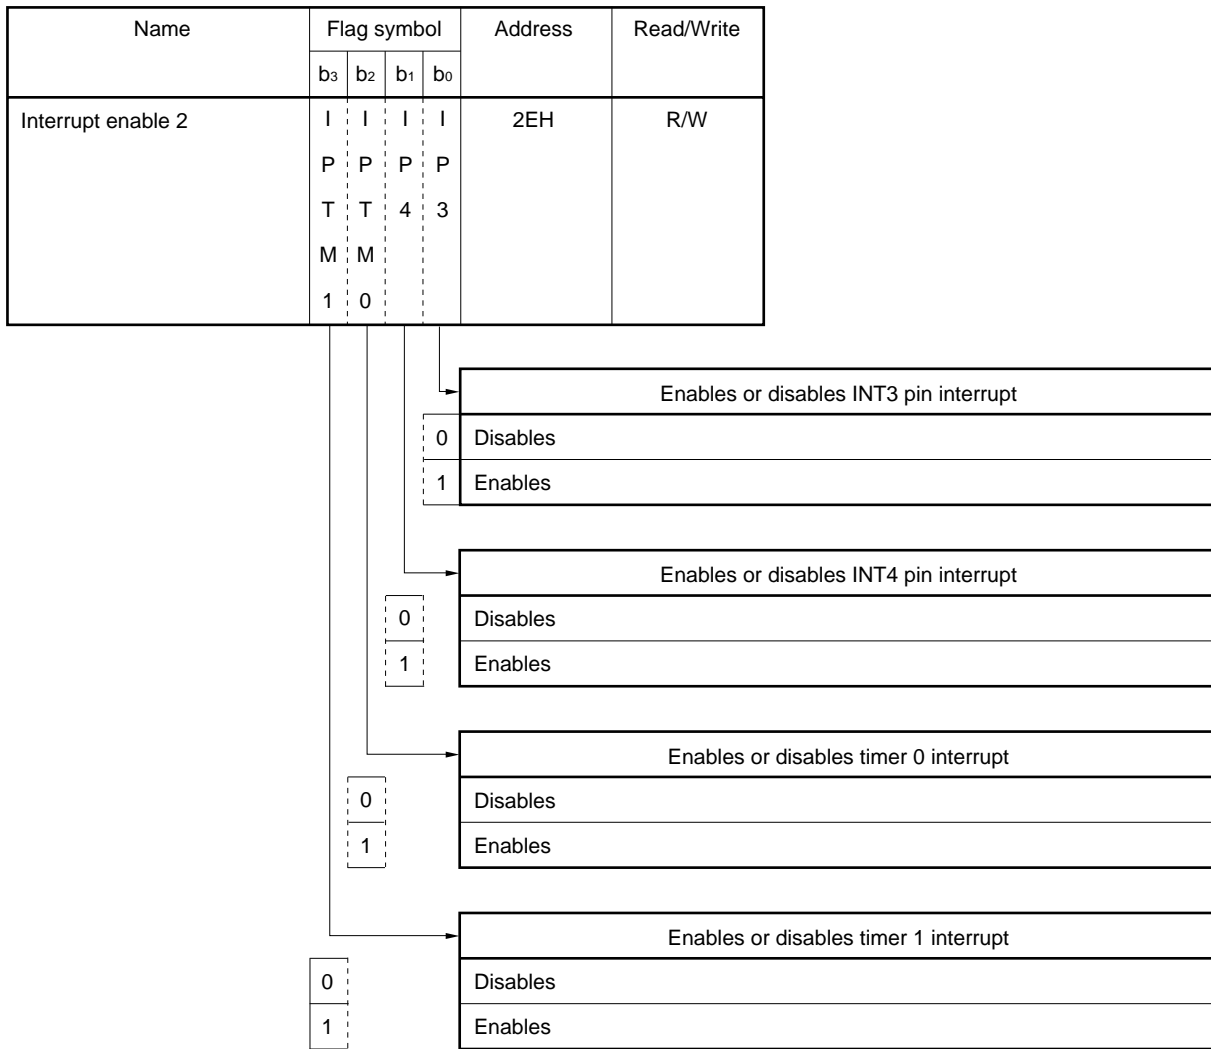 Name Flag symbol Address Read/Write
b3 b2 b1 b0
Interrupt enable 2 I I I I 2EH R/W
P P P P
T T 4 3
M M
1 0
Enables or disables INT3 pin interrupt
0 Disables
1 Enables
Enables or disables INT4 pin interrupt
0 Disables
1 Enables
Enables or disables timer 0 interrupt
0 Disables
1 Enables
Enables or disables timer 1 interrupt
0 Disables
1 Enables